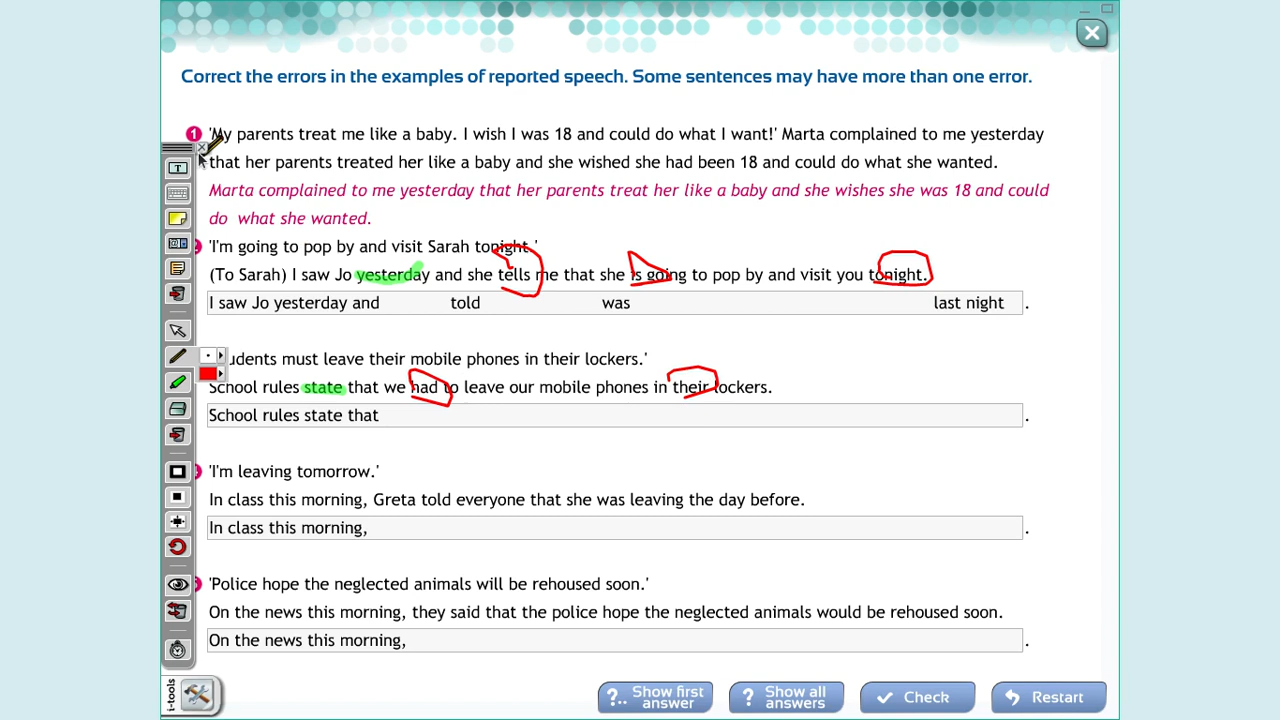 Correct the errors in the examples of reported speech. Some sentences may have more than one error.
1 'My parents treat me like a baby. I wish I was 18 and could do what I want!' Marta complained to me yesterday
that her parents treated her like a baby and she wished she had been 18 and could do what she wanted.
Marta complained to me yesterday that her parents treat her like a baby and she wishes she was 18 and could
do what she wanted.
'I'm going to pop by and visit Sarah tonight.'
(To Sarah) I saw Jo yesterday and she tells me that she is going to pop by and visit you tonight.
I saw Jo yesterday and told was last night .
udents must leave their mobile phones in their lockers.'
School rules state that we had to leave our mobile phones in their lockers.
School rules state that .
'I'm leaving tomorrow.'
In class this morning, Greta told everyone that she was leaving the day before.
In class this morning, .
'Police hope the neglected animals will be rehoused soon.'
On the news this morning, they said that the police hope the neglected animals would be rehoused soon.
On the news this morning, .
T
i-tools
?.. Show first answer
? Show all answers
Check
Restart